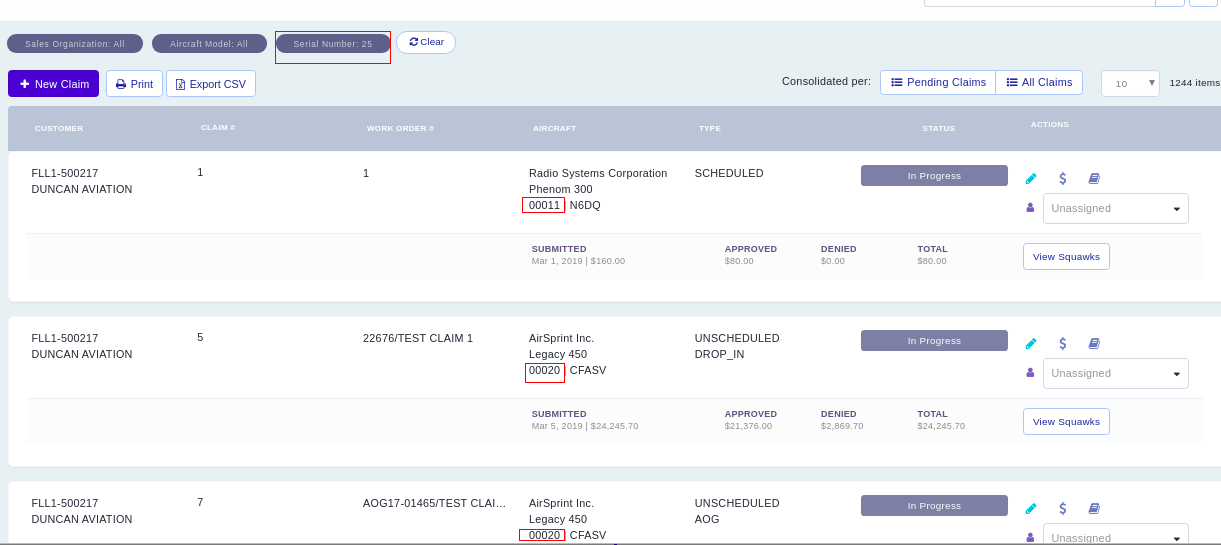 Sales Organization: All Aircraft Model: All Serial Number: 25 Clear
New Claim Print Export CSV Consolidated per: Pending Claims All Claims 10 1244 items
CUSTOMER CLAIM # WORK ORDER # AIRCRAFT TYPE STATUS ACTIONS
FLL1-500217 1 1 Radio Systems Corporation SCHEDULED In Progress
DUNCAN AVIATION Phenom 300
00011 N6DQ Unassigned
SUBMITTED APPROVED DENIED TOTAL
Mar 1, 2019 | $160.00 $80.00 $0.00 $80.00 View Squawks
FLL1-500217 5 22676/TEST CLAIM 1 AirSprint Inc. UNSCHEDULED In Progress
DUNCAN AVIATION Legacy 450 DROP_IN
00020 CFASV Unassigned
SUBMITTED APPROVED DENIED TOTAL
Mar 5, 2019 | $24,245.70 $21,376.00 $2,869.70 $24,245.70 View Squawks
FLL1-500217 7 AOG17-01465/TEST CLAI... AirSprint Inc. UNSCHEDULED In Progress
DUNCAN AVIATION Legacy 450 AOG
00020 CFASV Unassigned